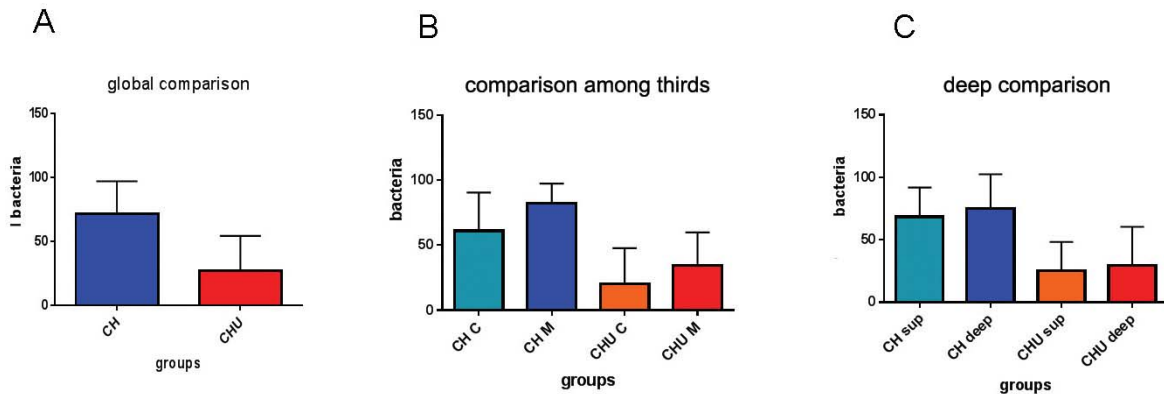 A
global comparison
150
100
50
0
l bacteria
CH
CHU
groups
B
comparison among thirds
150
100
50
0
bacteria
CH C
CH M
CHU C
CHU M
groups
C
deep comparison
150
100
50
0
bacteria
CH sup
CH deep
CHU sup
CHU deep
groups